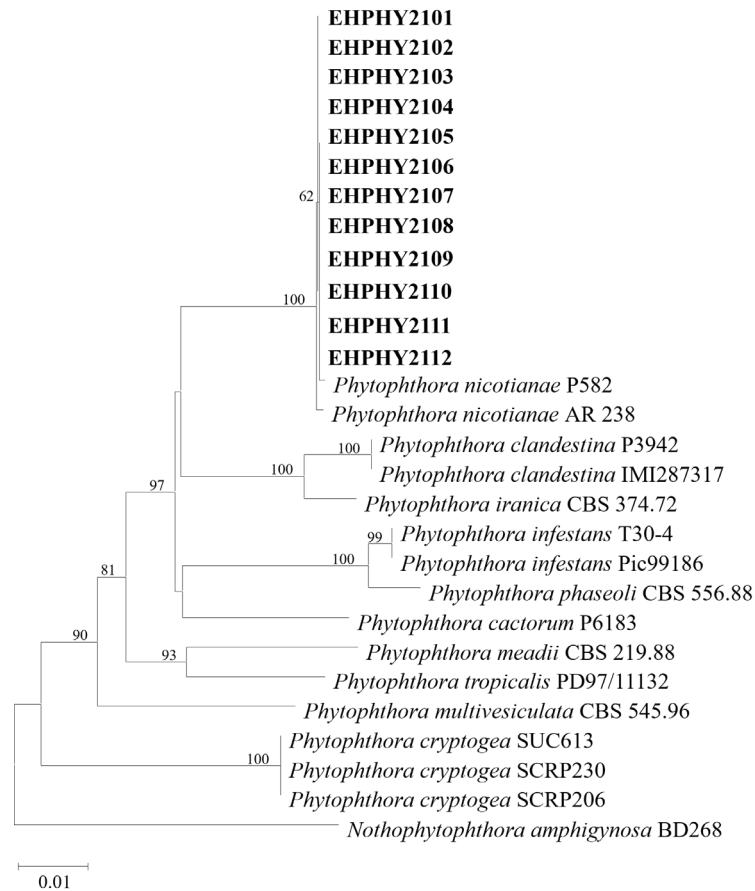 EHPHY2101
EHPHY2102
EHPHY2103
EHPHY2104
EHPHY2105
EHPHY2106
62
EHPHY2107
EHPHY2108
EHPHY2109
EHPHY2110
100
EHPHY2111
EHPHY2112
Phytophthora nicotianae P582
Phytophthora nicotianae AR 238
Phytophthora clandestina P3942
100
100
Phytophthora clandestina IMI287317
97
Phytophthora iranica CBS 374.72
Phytophthora infestans T30-4
99
100
Phytophthora infestans Pic99186
81
Phytophthora phaseoli CBS 556.88
Phytophthora cactorum P6183
90
Phytophthora meadii CBS 219.88
93
Phytophthora tropicalis PD97/11132
Phytophthora multivesiculata CBS 545.96
Phytophthora cryptogea SUC613
100
Phytophthora cryptogea SCRP230
Phytophthora cryptogea SCRP206
Nothophytophthora amphigynosa BD268
0.01